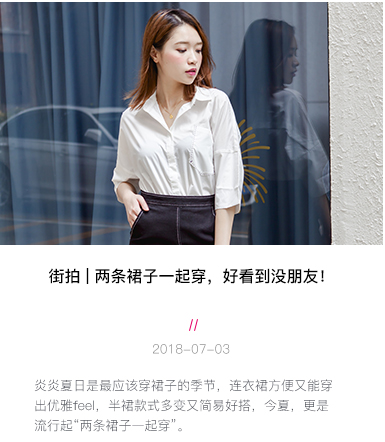 街拍 | 两条裙子一起穿，好看到没朋友！
//
2018-07-03
炎炎夏日是最应该穿裙子的季节，连衣裙方便又能穿
出优雅feel，半裙款式多变又简易好搭，今夏，更是
流行起“两条裙子一起穿”。